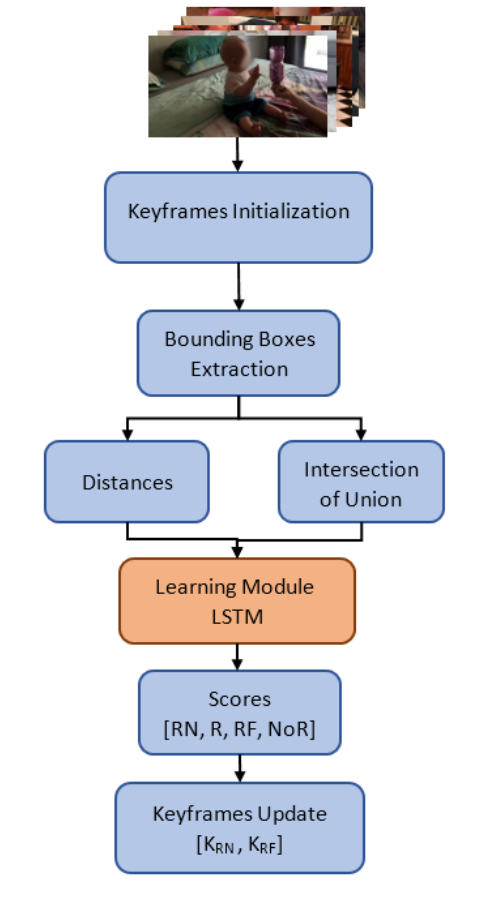 Keyframes Initialization
Bounding Boxes
Extraction
Distances
Intersection
of Union
Learning Module
LSTM
Scores
[RN, R, RF, NoR]
Keyframes Update
[KRN, KRF]